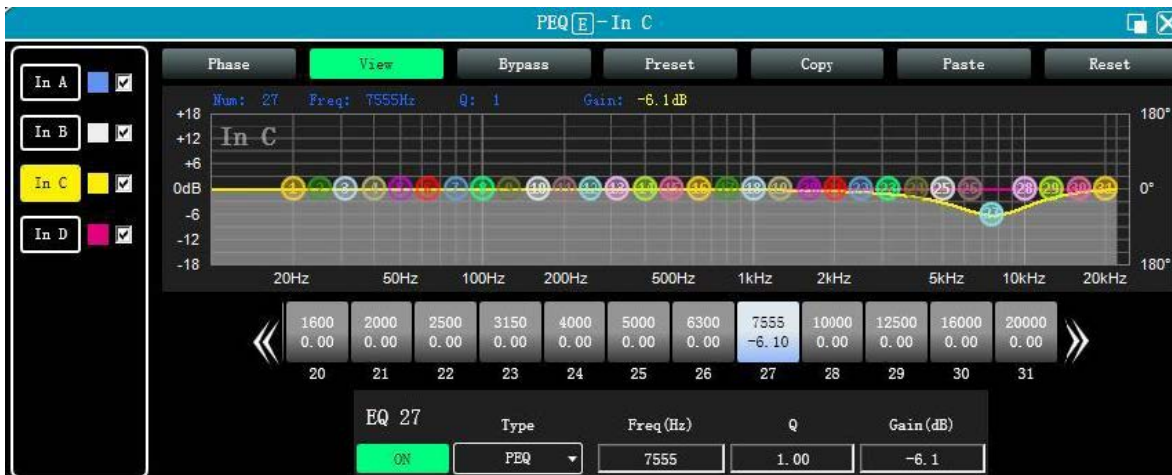 PEQ E-In C
Phase View Bypass Preset Copy Paste Reset
In A
In B
In C
In D
Num: 27 Freq: 7555Hz Q: 1 Gain: -6.1dB
In C
+18 180°
+12
+6
0dB 0°
-6
-12
-18 180°
20Hz 50Hz 100Hz 200Hz 500Hz 1kHz 2kHz 5kHz 10kHz 20kHz
1600 2000 2500 3150 4000 5000 6300 7555 10000 12500 16000 20000
0.00 0.00 0.00 0.00 0.00 0.00 0.00 -6.10 0.00 0.00 0.00 0.00
20 21 22 23 24 25 26 27 28 29 30 31
EQ 27 Type Freq(Hz) Q Gain(dB)
ON PEQ 7555 1.00 -6.1